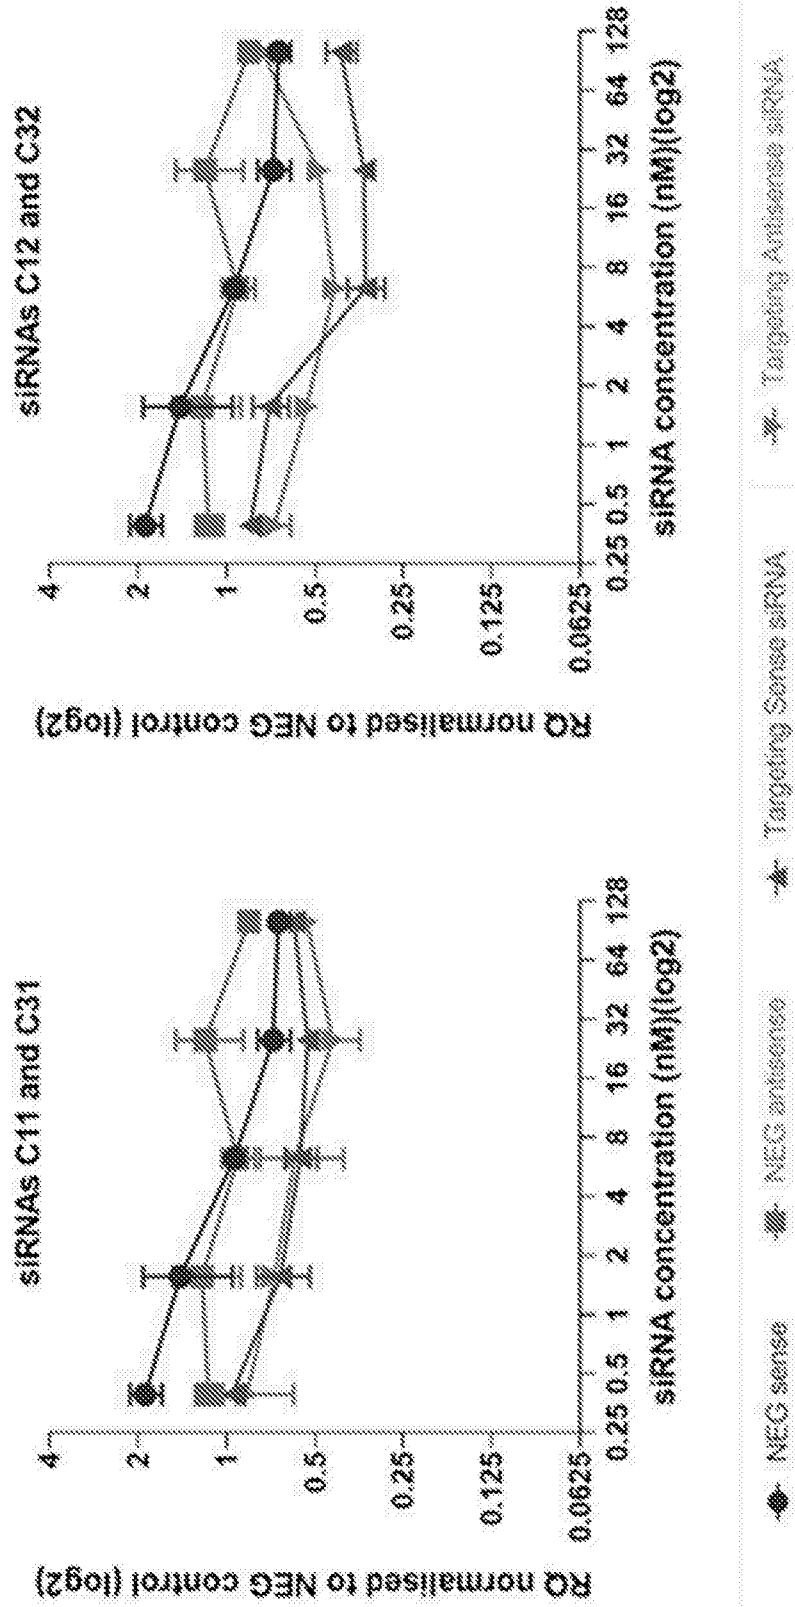 siRNAs C11 and C31
RQ normalised to NEG control (log2)
4
2
1
0.5
0.25
0.125
0.0625
0.25 0.5 1 2 4 8 16 32 64 128
siRNA concentration (nM)(log2)
siRNAs C12 and C32
RQ normalised to NEG control (log2)
4
2
1
0.5
0.25
0.125
0.0625
0.25 0.5 1 2 4 8 16 32 64 128
siRNA concentration (nM)(log2)
NEG sense
NEG antisense
Targeting Sense siRNA
Targeting Antisense siRNA